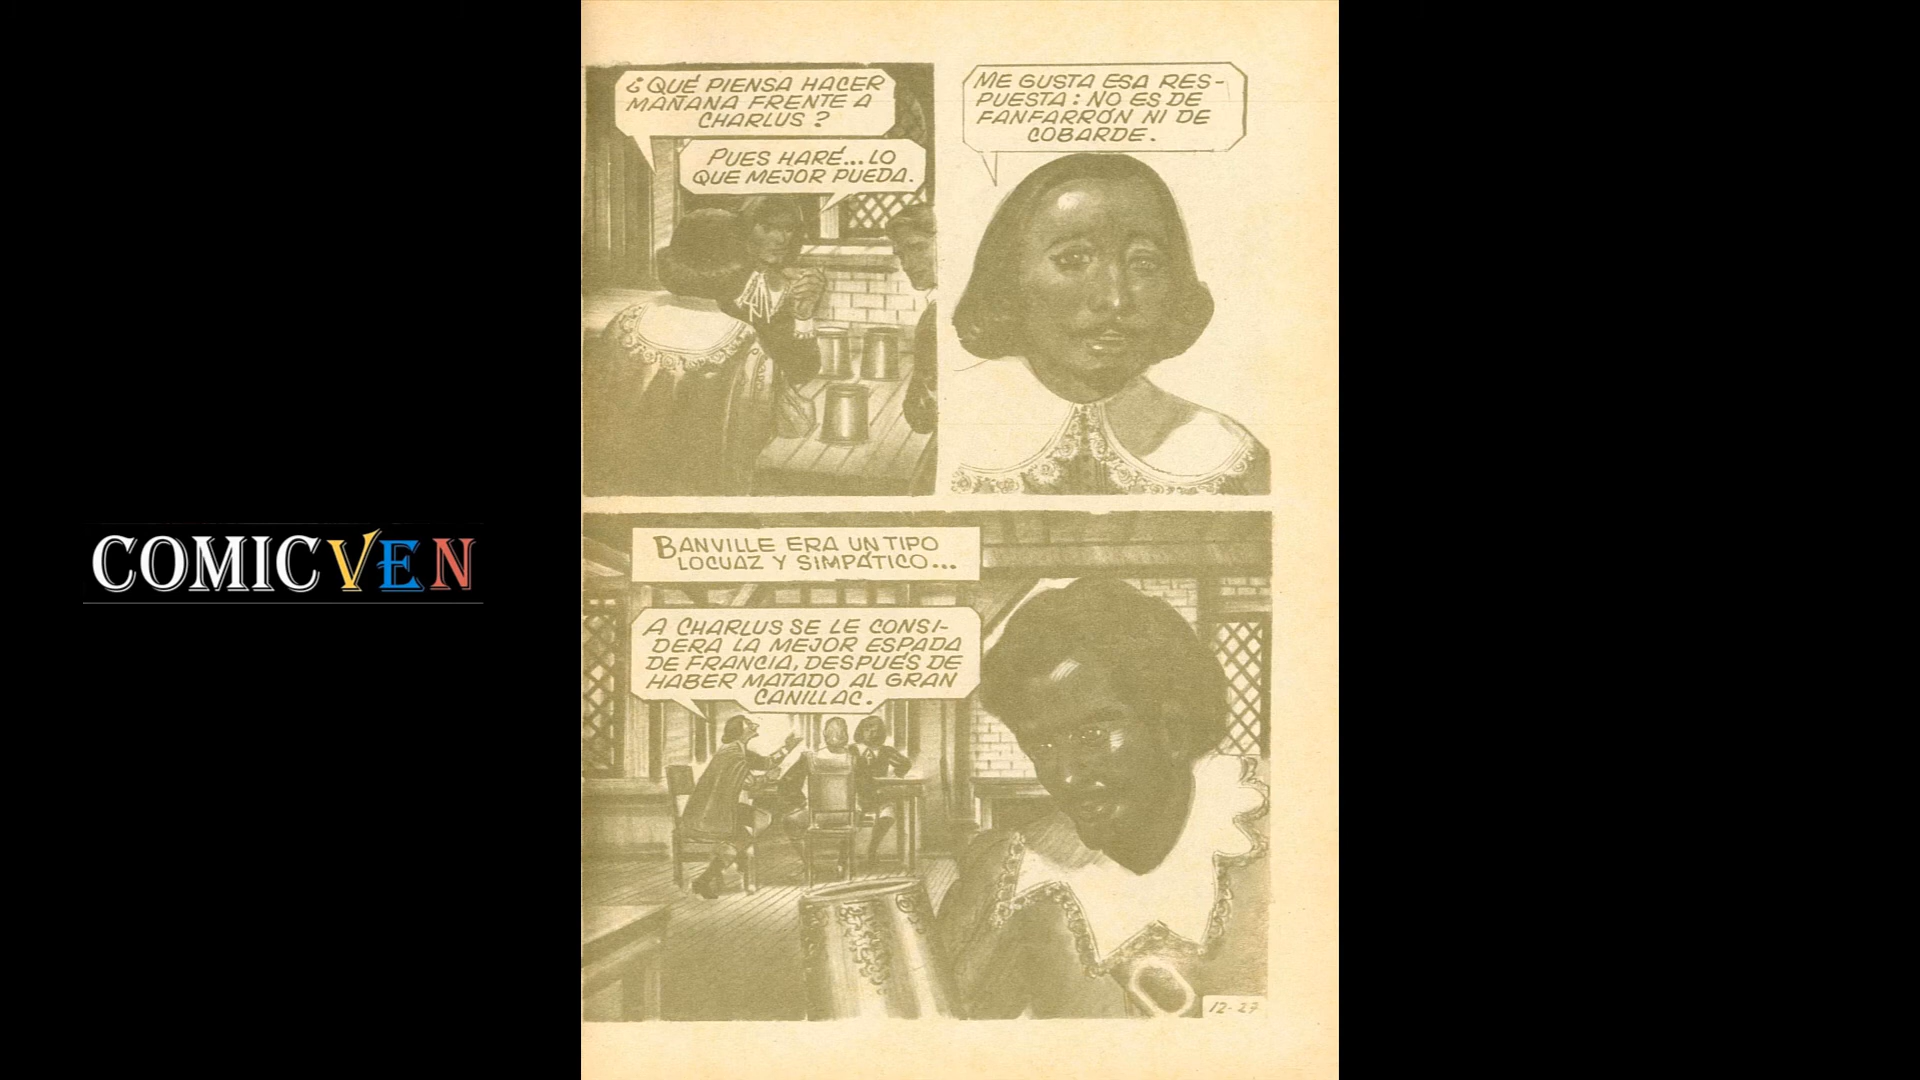 ¿QUÉ PIENSA HACER
MAÑANA FRENTE A
CHARLUS?
PUES HARÉ...LO
QUE MEJOR PUEDA.
ME GUSTA ESA RES-
PUESTA: NO ES DE
FANFARRÓN NI DE
COBARDE.
BANVILLE ERA UN TIPO
LOCUAZ Y SIMPÁTICO...
A CHARLUS SE LE CONSI-
DERA LA MEJOR ESPADA
DE FRANCIA, DESPUÉS DE
HABER MATADO AL GRAN
CANILLAC.
12-27
COMICVEN